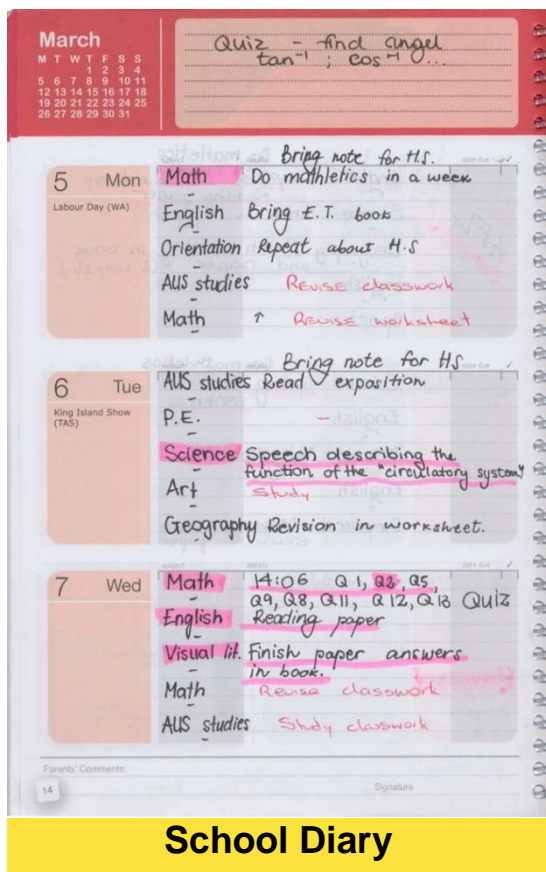 March
Quiz - find angel
tan⁻¹ ; cos⁻¹ ...
M T W T F S S
1 2 3 4
5 6 7 8 9 10 11
12 13 14 15 16 17 18
19 20 21 22 23 24 25
26 27 28 29 30 31
Bring note for H.S.
5 Mon
Labour Day (WA)
Math Do mathletics in a week
English Bring E.T. book
Orientation Repeat about H.S
AUS studies Revise classwork
Math ↑ Revise worksheet
Bring note for HS
6 Tue
King Island Show
(TAS)
AUS studies Read exposition
P.E. -
Science Speech describing the
function of the "circulatory system"
Art Study
Geography Revision in worksheet.
subject details date due
7 Wed
Math 14:06 Q1, Q2, Q5,
Q9, Q8, Q11, Q12, Q13 QUIZ
English Reading paper
Visual lit. Finish paper answers
in book.
Math Revise classwork
AUS studies Study classwork
Parents' Comments:
14 Signature
School Diary